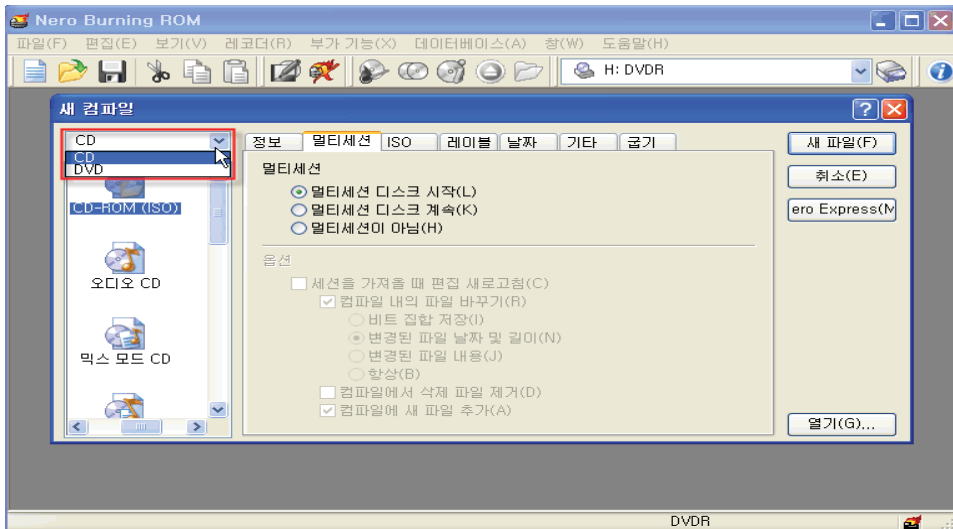 Nero Burning ROM
파일(F) 편집(E) 보기(V) 레코더(R) 부가 기능(X) 데이터베이스(A) 창(W) 도움말(H)
H: DVDR
새 컴파일
CD
CD
DVD
CD-ROM (ISO)
오디오 CD
믹스 모드 CD
정보 멀티세션 ISO 레이블 날짜 기타 굽기
멀티세션
멀티세션 디스크 시작(L)
멀티세션 디스크 계속(K)
멀티세션이 아님(H)
옵션
세션을 가져올 때 편집 새로고침(C)
컴파일 내의 파일 바꾸기(R)
비트 집합 저장(I)
변경된 파일 날짜 및 길이(N)
변경된 파일 내용(J)
항상(B)
컴파일에서 삭제 파일 제거(D)
컴파일에 새 파일 추가(A)
새 파일(F)
취소(E)
ero Express(M
열기(G)...
DVDR